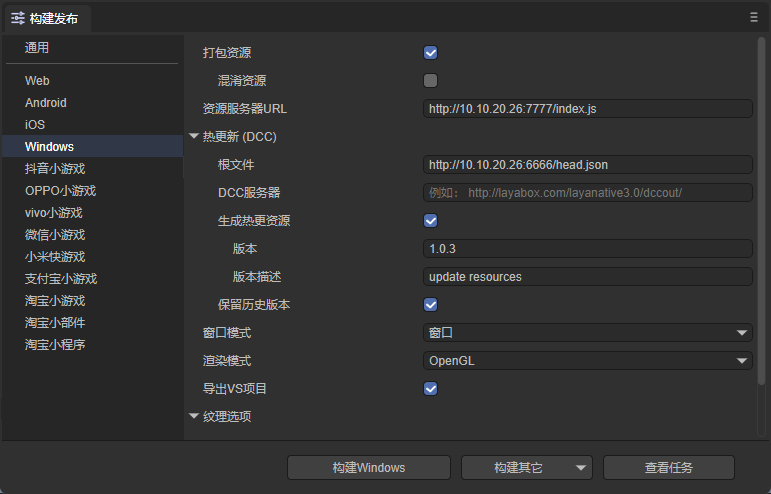 构建发布
通用
Web
Android
iOS
Windows
抖音小游戏
OPPO小游戏
vivo小游戏
微信小游戏
小米快游戏
支付宝小游戏
淘宝小游戏
淘宝小部件
淘宝小程序
打包资源
混淆资源
资源服务器URL http://10.10.20.26:7777/index.js
热更新 (DCC)
根文件 http://10.10.20.26:6666/head.json
DCC服务器 例如： http://layabox.com/layanative3.0/dccout/
生成热更资源
版本 1.0.3
版本描述 update resources
保留历史版本
窗口模式 窗口
渲染模式 OpenGL
导出VS项目
纹理选项
构建Windows 构建其它 查看任务